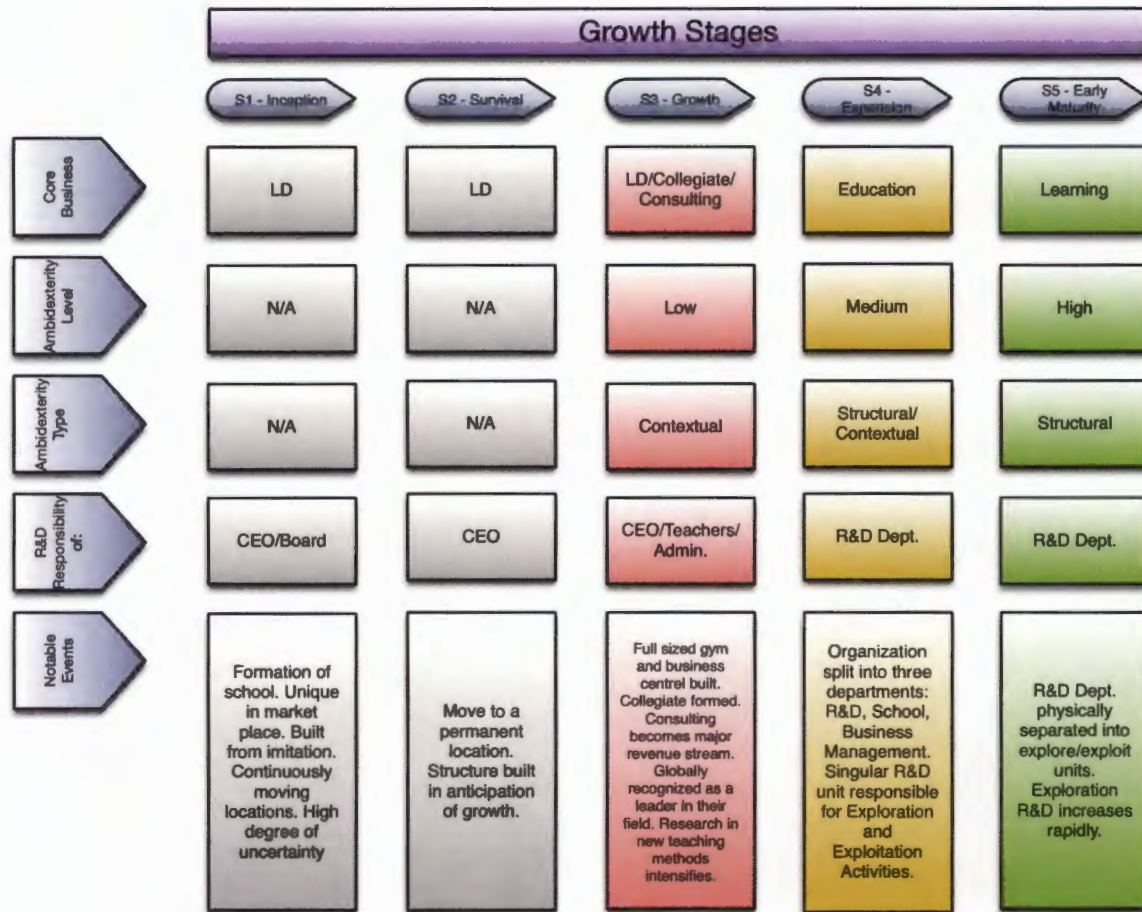 Growth Stages
S1 - Inception
S2 - Survival
S3 - Growth
S4 -
Expansion
S5 - Early
Maturity
Core
Business
LD
LD
LD/Collegiate/
Consulting
Education
Learning
Ambidexterity
Level
N/A
N/A
Low
Medium
High
Ambidexterity
Type
N/A
N/A
Contextual
Structural/
Contextual
Structural
R&D
Responsibility
of:
CEO/Board
CEO
CEO/Teachers/
Admin.
R&D Dept.
R&D Dept.
Notable
Events
Formation of
school. Unique
in market
place. Built
from imitation.
Continuously
moving
locations. High
degree of
uncertainty
Move to a
permanent
location.
Structure built
in anticipation
of growth.
Full sized gym
and business
centrel built.
Collegiate formed.
Consulting
becomes major
revenue stream.
Globally
recognized as a
leader in their
field. Research in
new teaching
methods
intensifies.
Organization
split into three
departments:
R&D, School,
Business
Management.
Singular R&D
unit responsible
for Exploration
and
Exploitation
Activities.
R&D Dept.
physically
separated into
explore/exploit
units.
Exploration
R&D increases
rapidly.